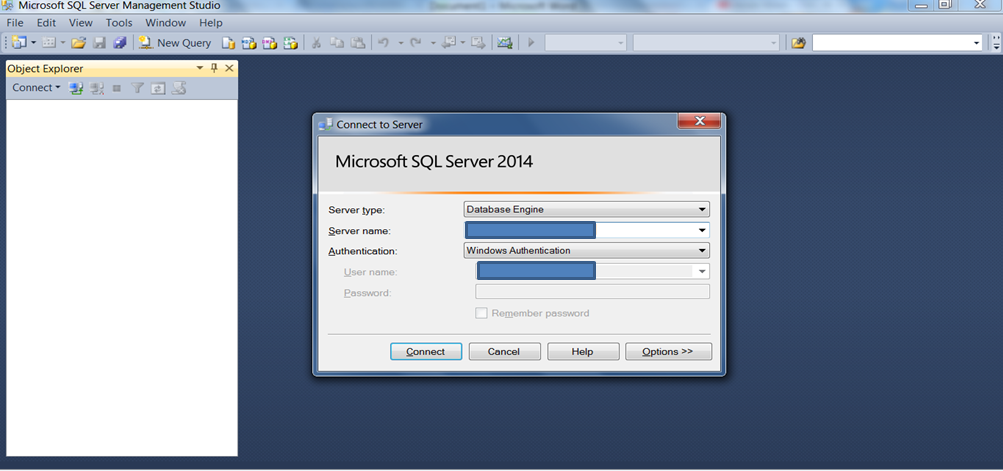 Microsoft SQL Server Management Studio
File Edit View Tools Window Help
New Query
Object Explorer
Connect
Connect to Server
Microsoft SQL Server 2014
Server type: Database Engine
Server name:
Authentication: Windows Authentication
User name:
Password:
Remember password
Connect Cancel Help Options >>